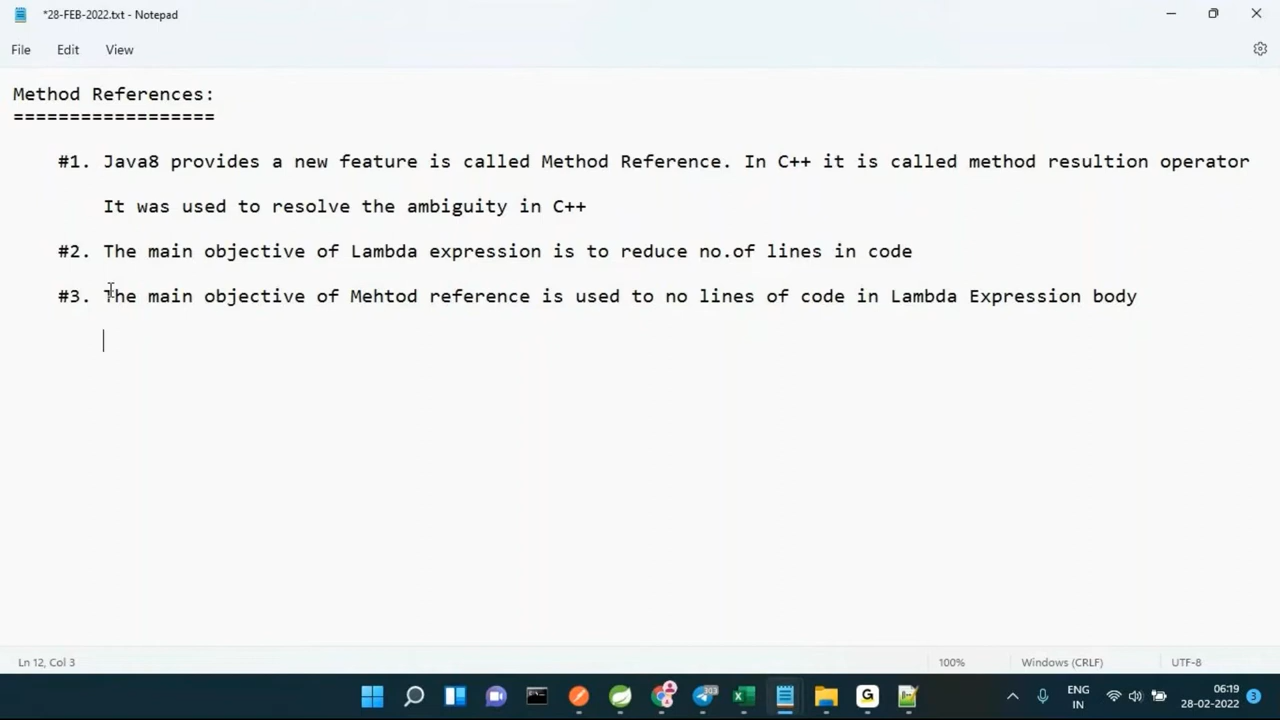 *28-FEB-2022.txt - Notepad
File Edit View
Method References:
==================
#1. Java8 provides a new feature is called Method Reference. In C++ it is called method resultion operator
It was used to resolve the ambiguity in C++
#2. The main objective of Lambda expression is to reduce no.of lines in code
#3. The main objective of Mehtod reference is used to no lines of code in Lambda Expression body
Ln 12, Col 3 100% Windows (CRLF) UTF-8
303
G
ENG
IN
06:19
28-02-2022
3